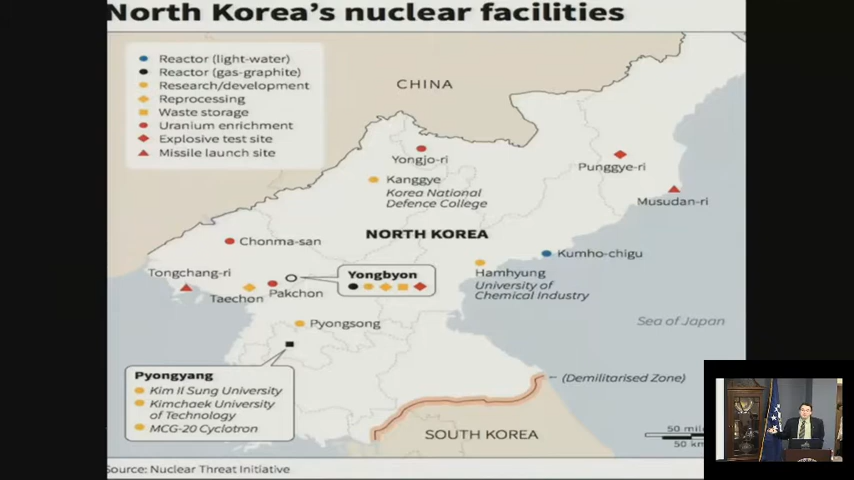 North Korea's nuclear facilities
Reactor (light-water)
Reactor (gas-graphite)
Research/development
Reprocessing
Waste storage
Uranium enrichment
Explosive test site
Missile launch site
CHINA
Yongjo-ri
Punggye-ri
Kanggye
Korea National
Defence College
Musudan-ri
NORTH KOREA
Chonma-san
Kumho-chigu
Tongchang-ri
Yongbyon
Hamhyung
University of
Chemical Industry
Taechon
Pakchon
Pyongsong
Sea of Japan
Pyongyang
Kim Il Sung University
Kimchaek University
of Technology
MCG-20 Cyclotron
(Demilitarised Zone)
SOUTH KOREA
50
50
Source: Nuclear Threat Initiative